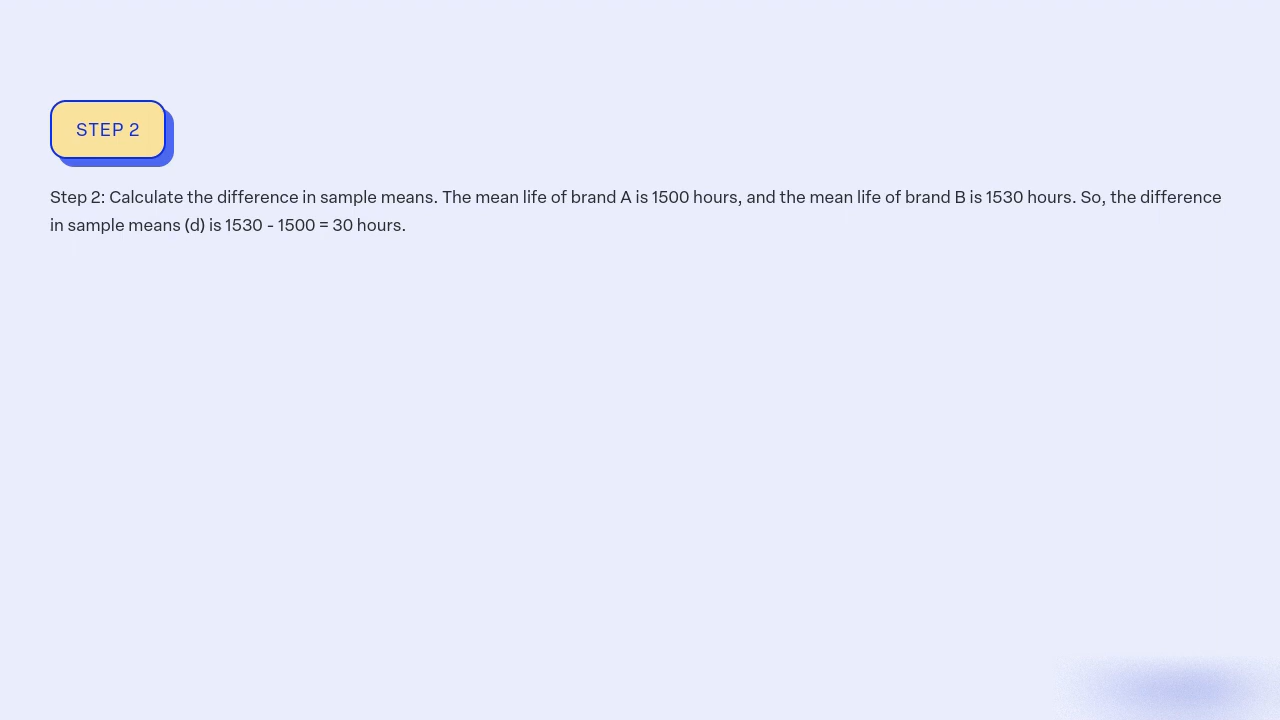 STEP 2
Step 2: Calculate the difference in sample means. The mean life of brand A is 1500 hours, and the mean life of brand B is 1530 hours. So, the difference
in sample means (d) is 1530 - 1500 = 30 hours.